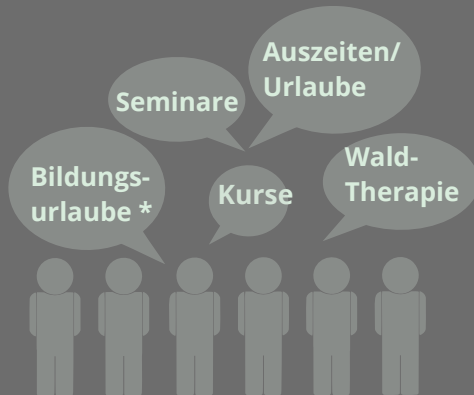 Auszeiten/
Urlaube
Seminare
Bildungs-
urlaube *
Kurse
Wald-
Therapie